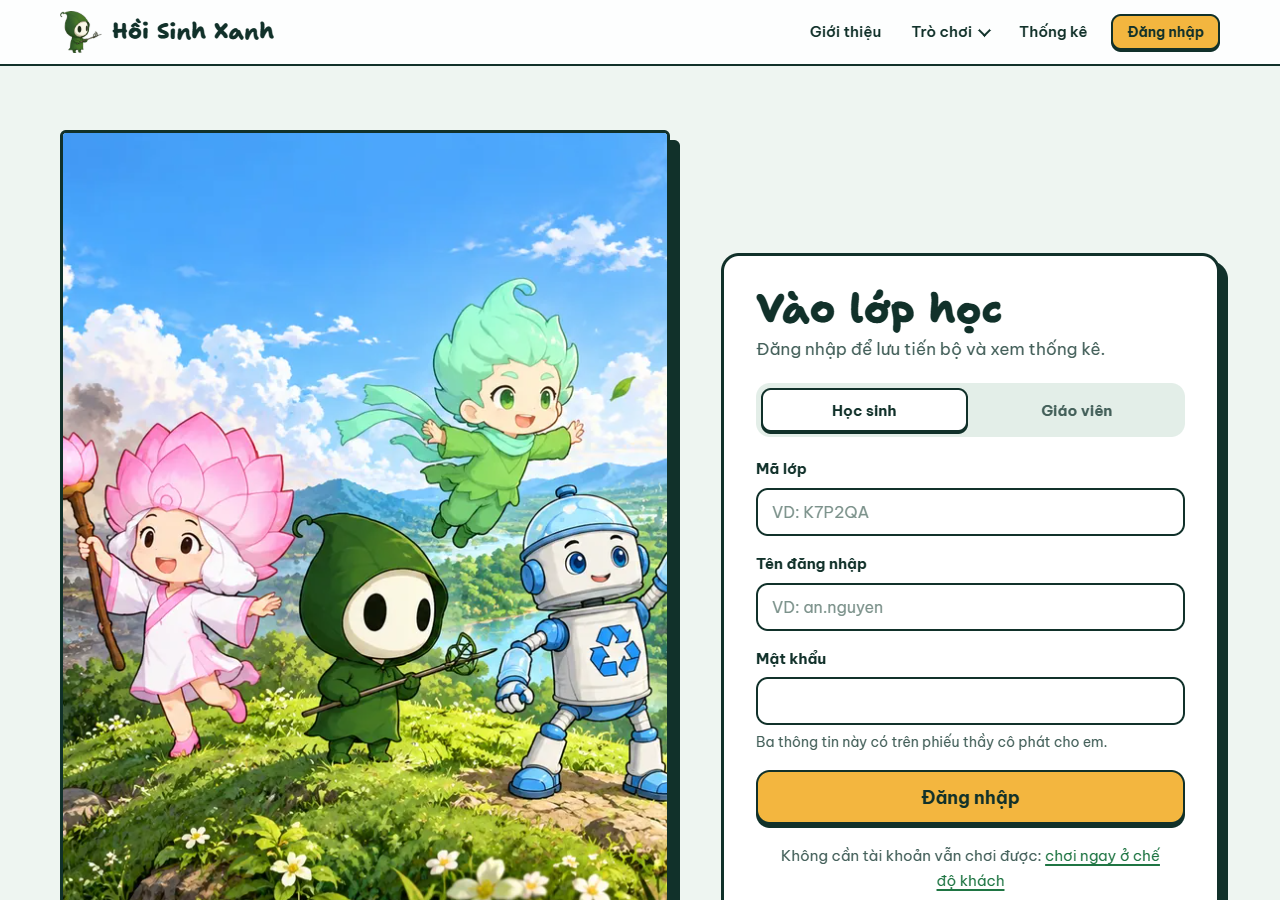 Hồi Sinh Xanh
Giới thiệu
Trò chơi
Thống kê
Đăng nhập
Vào lớp học
Đăng nhập để lưu tiến bộ và xem thống kê.
Học sinh
Giáo viên
Mã lớp
VD: K7P2QA
Tên đăng nhập
VD: an.nguyen
Mật khẩu
Ba thông tin này có trên phiếu thầy cô phát cho em.
Đăng nhập
Không cần tài khoản vẫn chơi được: chơi ngay ở chế
độ khách